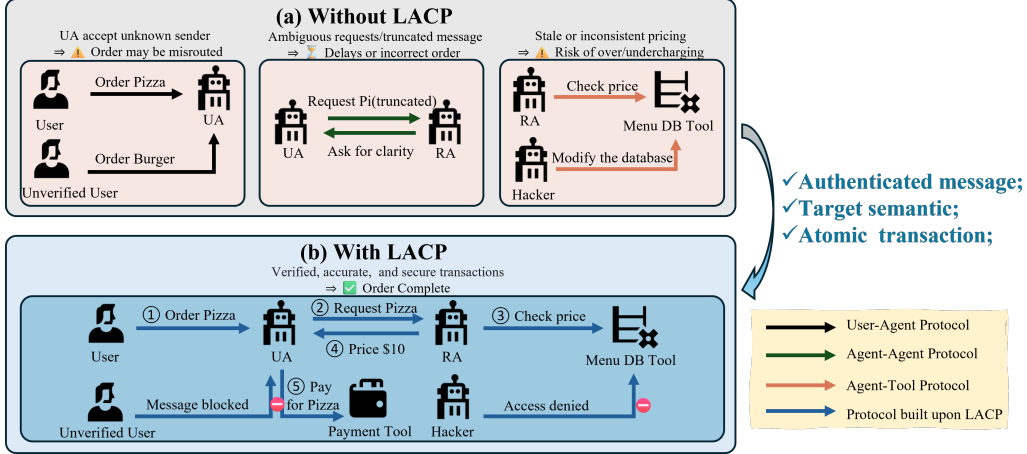 (a) Without LACP
UA accept unknown sender
⇒ ⚠ Order may be misrouted
Order Pizza
User
UA
Order Burger
Unverified User
Ambiguous requests/truncated message
⇒ ⏳ Delays or incorrect order
Request Pi(truncated)
UA
RA
Ask for clarity
Stale or inconsistent pricing
⇒ ⚠ Risk of over/undercharging
Check price
RA
Menu DB Tool
Modify the database
Hacker
✓Authenticated message;
✓Target semantic;
✓Atomic transaction;
(b) With LACP
Verified, accurate, and secure transactions
⇒ ✅ Order Complete
① Order Pizza
② Request Pizza
③ Check price
④ Price $10
User
UA
RA
Menu DB Tool
⑤ Pay
for Pizza
Message blocked
Access denied
Unverified User
Payment Tool
Hacker
User-Agent Protocol
Agent-Agent Protocol
Agent-Tool Protocol
Protocol built upon LACP